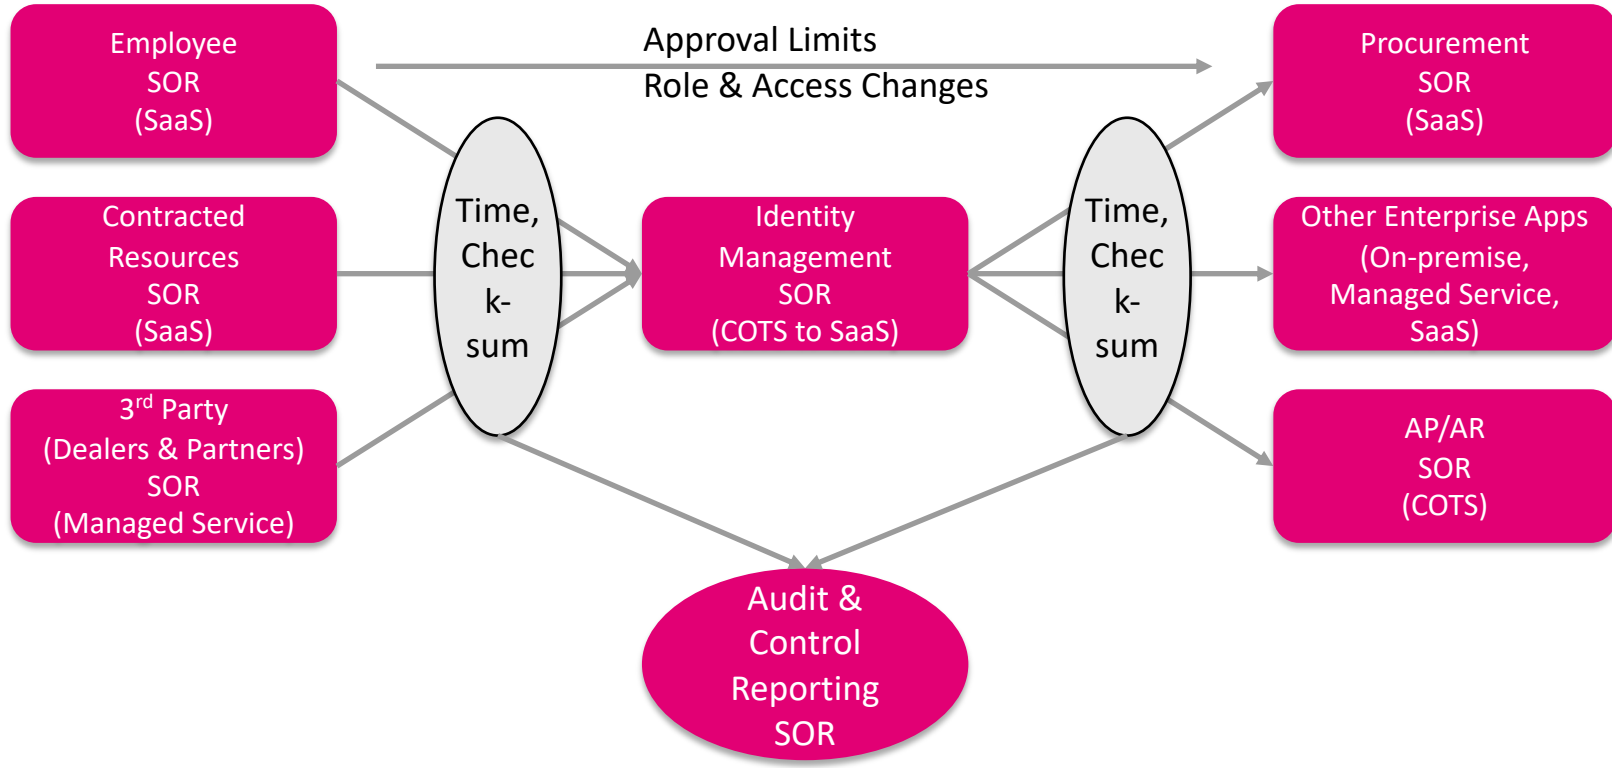 Employee
SOR
(SaaS)
Approval Limits
Role & Access Changes
Procurement
SOR
(SaaS)
Contracted
Resources
SOR
(SaaS)
Time,
Chec
k-
sum
Identity
Management
SOR
(COTS to SaaS)
Time,
Chec
k-
sum
Other Enterprise Apps
(On-premise,
Managed Service,
SaaS)
3rd Party
(Dealers & Partners)
SOR
(Managed Service)
AP/AR
SOR
(COTS)
Audit &
Control
Reporting
SOR